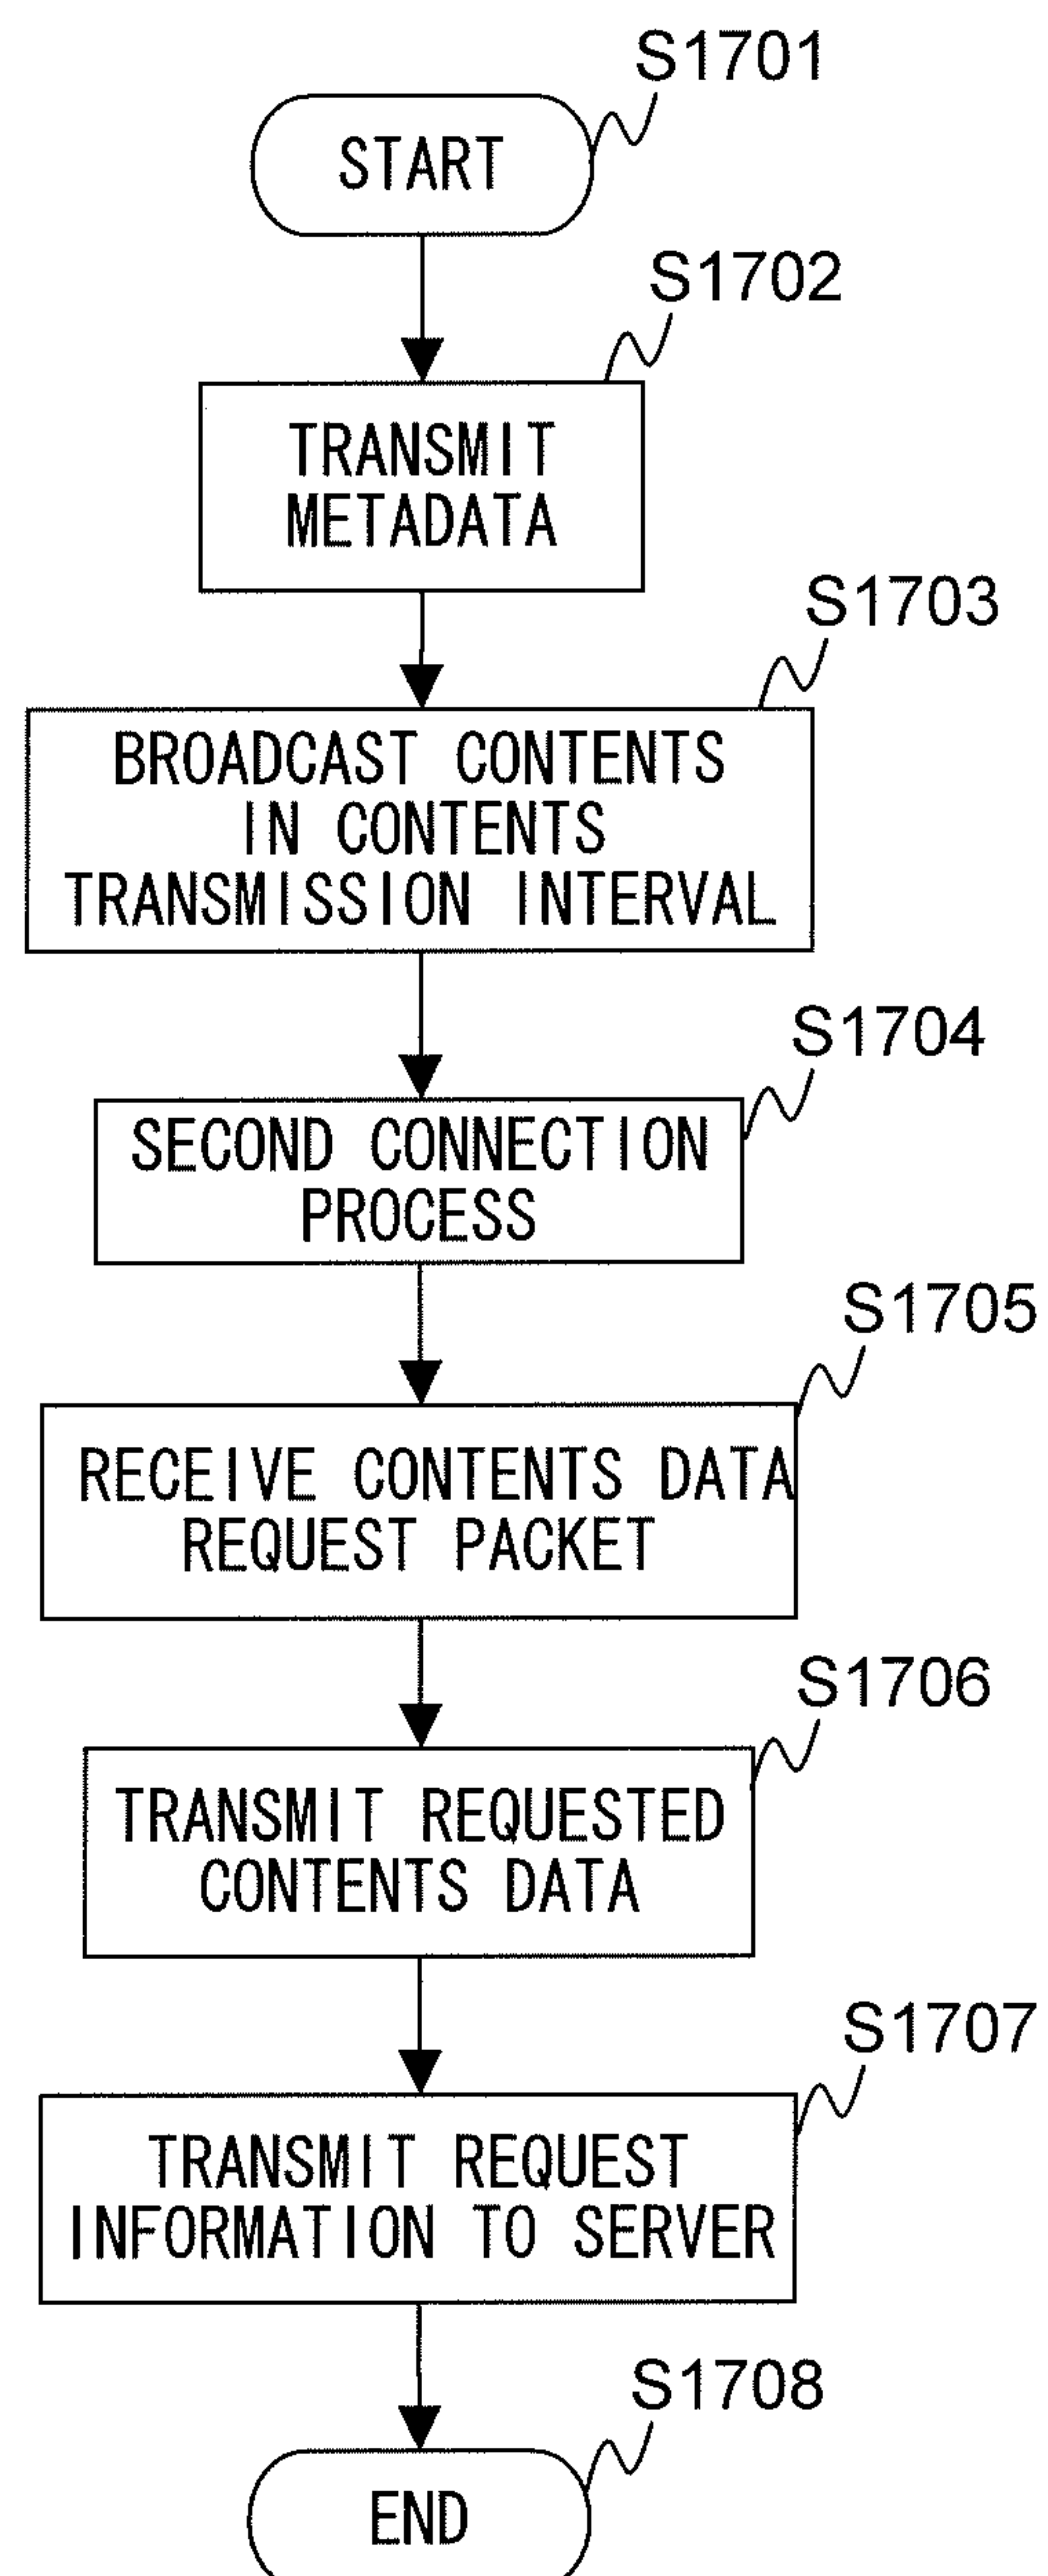 S1701
START
S1702
TRANSMIT
METADATA
S1703
BROADCAST CONTENTS
IN CONTENTS
TRANSMISSION INTERVAL
S1704
SECOND CONNECTION
PROCESS
S1705
RECEIVE CONTENTS DATA
REQUEST PACKET
S1706
TRANSMIT REQUESTED
CONTENTS DATA
S1707
TRANSMIT REQUEST
INFORMATION TO SERVER
S1708
END